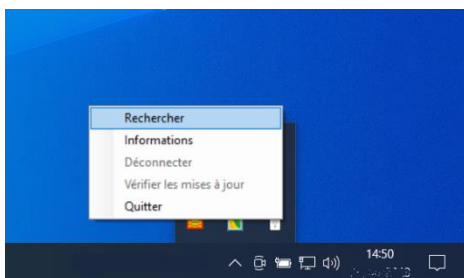 Rechercher
Informations
Déconnecter
Vérifier les mises à jour
Quitter
14:50